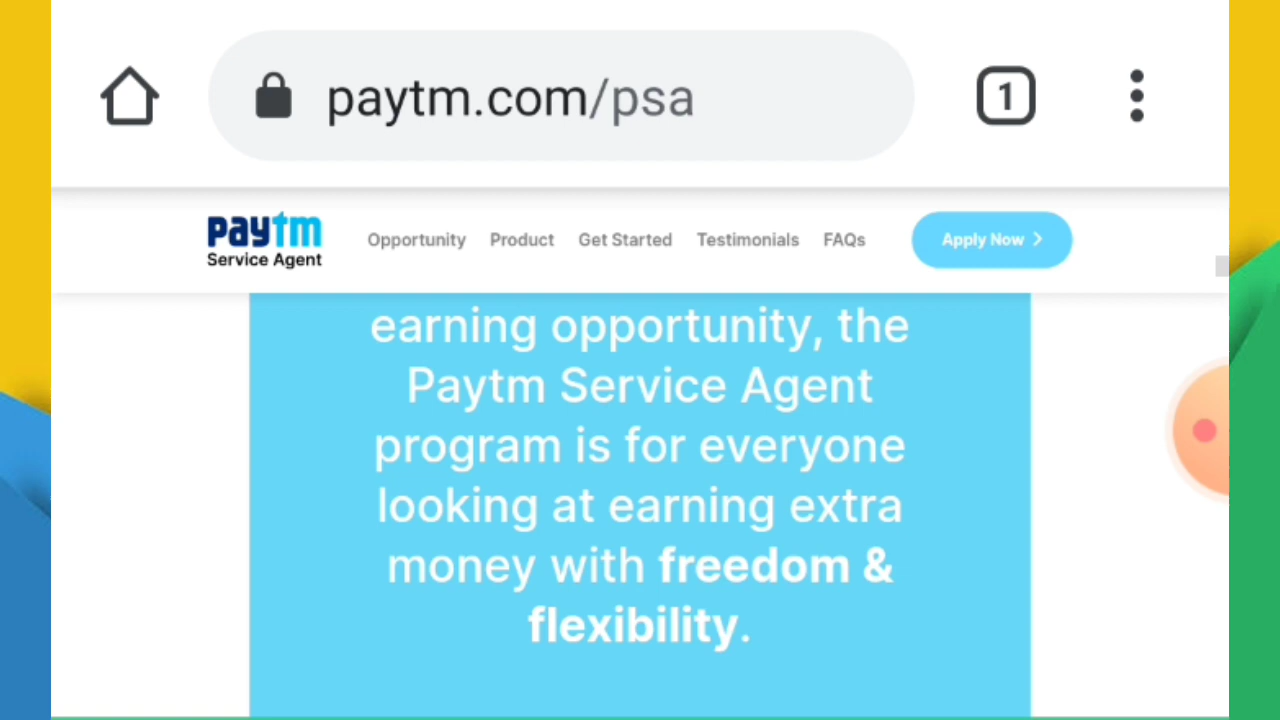 paytm.com/psa
1
paytm
Service Agent
Opportunity Product Get Started Testimonials FAQs
Apply Now
earning opportunity, the
Paytm Service Agent
program is for everyone
looking at earning extra
money with freedom &
flexibility.